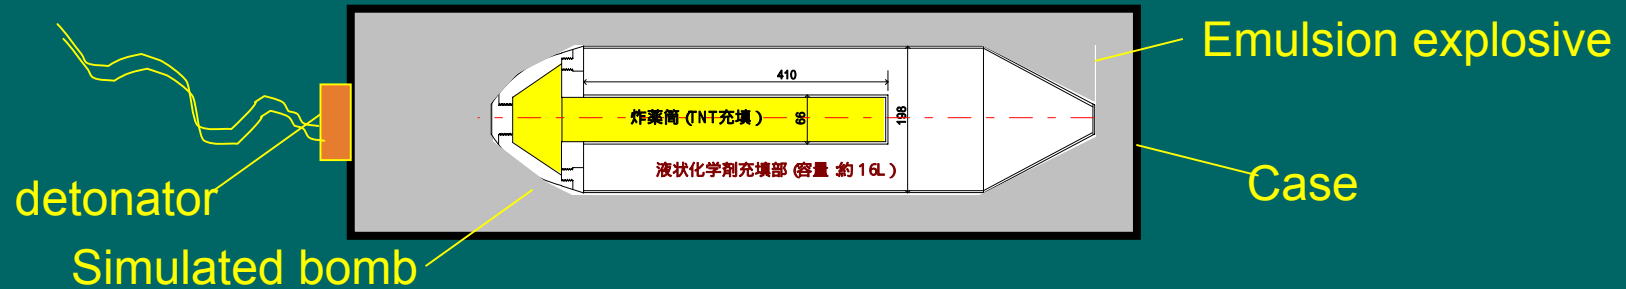 Emulsion explosive
410
炸薬筒 (TNT充填)
66
198
液状化学剤充填部 (容量:約16L)
detonator
Case
Simulated bomb